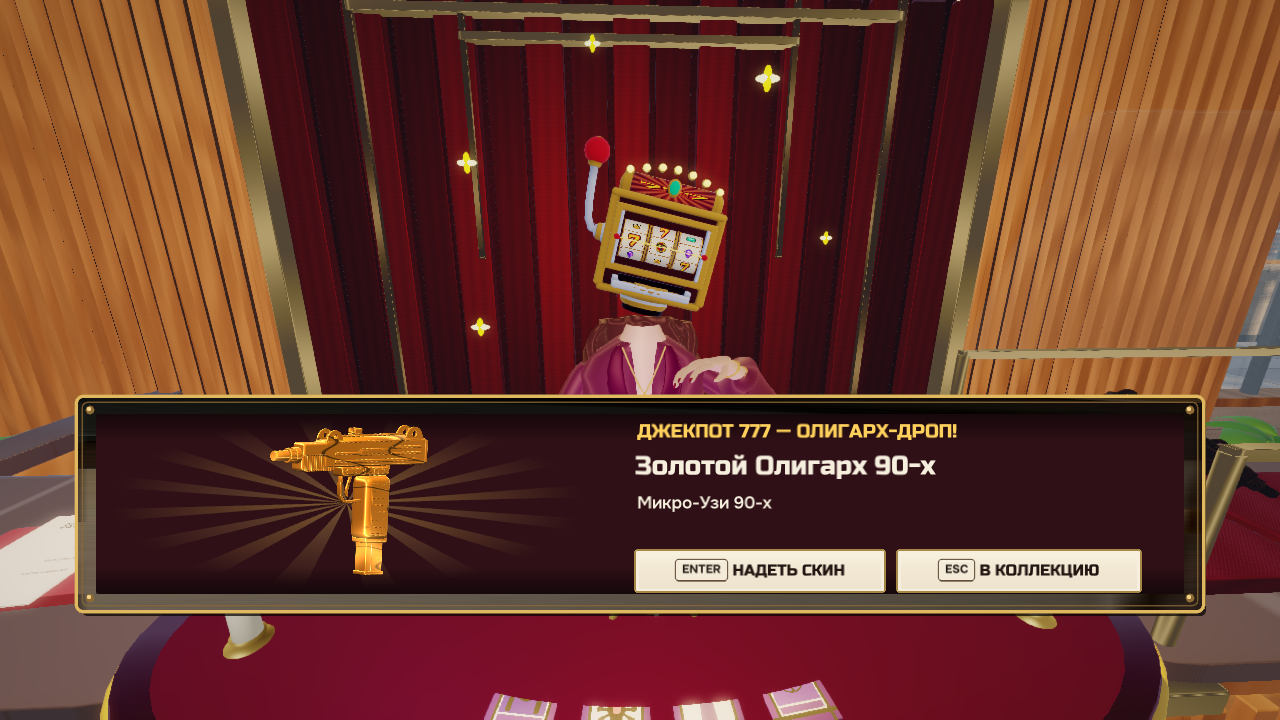 ДЖЕКПОТ 777 — ОЛИГАРХ-ДРОП!
Золотой Олигарх 90-х
Микро-Узи 90-х
ENTER НАДЕТЬ СКИН
ESC В КОЛЛЕКЦИЮ